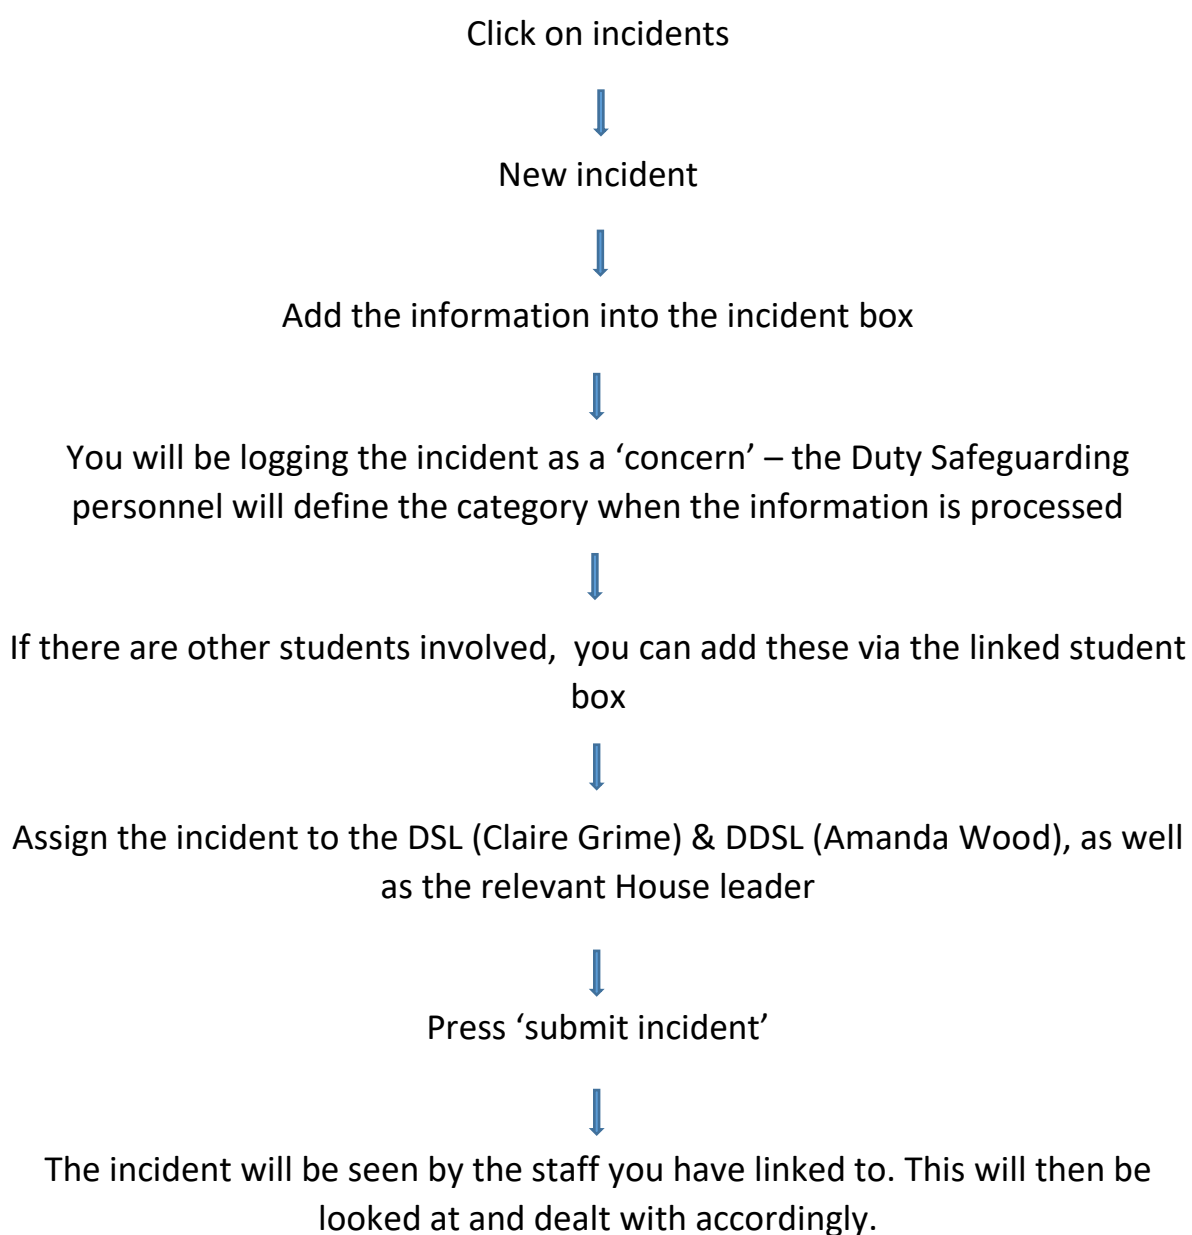 Click on incidents
New incident
Add the information into the incident box
You will be logging the incident as a ‘concern’ – the Duty Safeguarding
personnel will define the category when the information is processed
If there are other students involved,  you can add these via the linked student
box
Assign the incident to the DSL (Claire Grime) & DDSL (Amanda Wood), as well
as the relevant House leader
Press ‘submit incident’
The incident will be seen by the staff you have linked to. This will then be
looked at and dealt with accordingly.